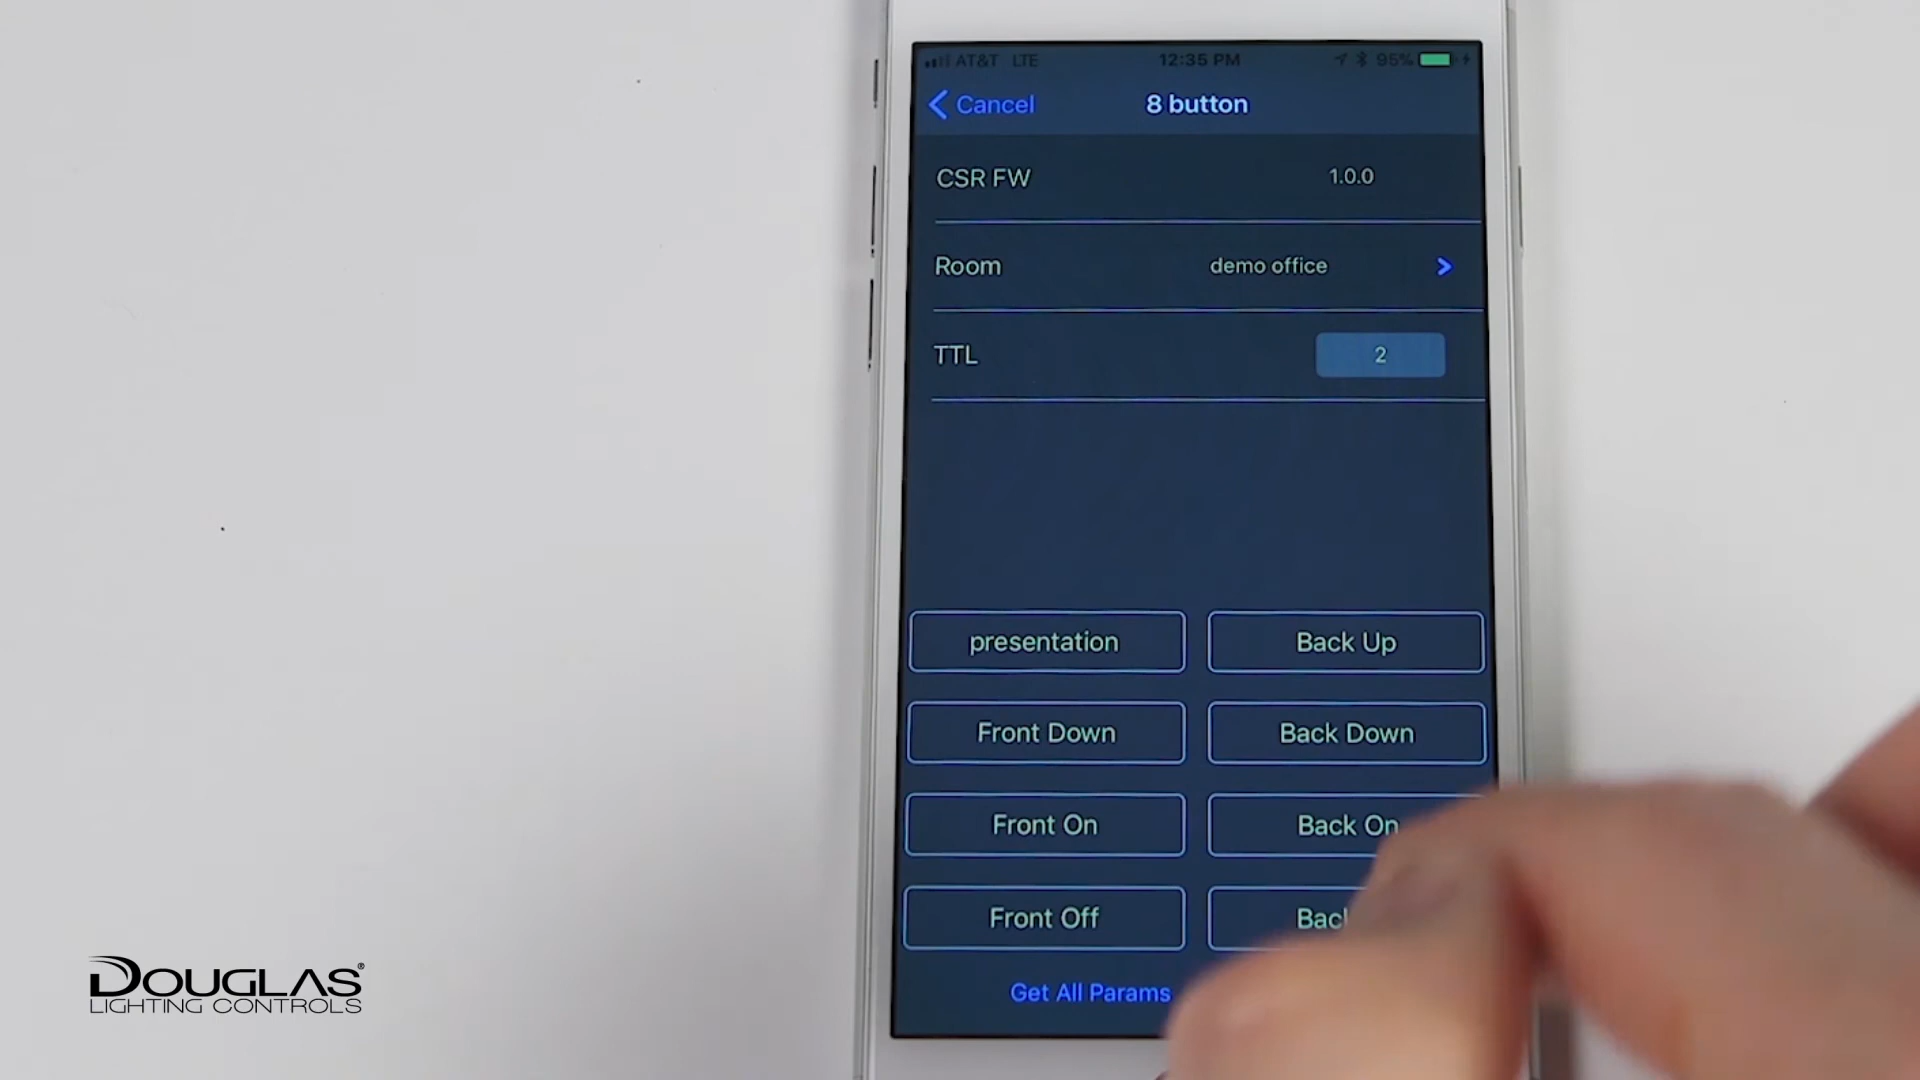 AT&T LTE 12:35 PM 95%
Cancel 8 button
CSR FW 1.0.0
Room demo office
TTL 2
presentation Back Up
Front Down Back Down
Front On Back On
Front Off
Get All Params
DOUGLAS®
LIGHTING CONTROLS